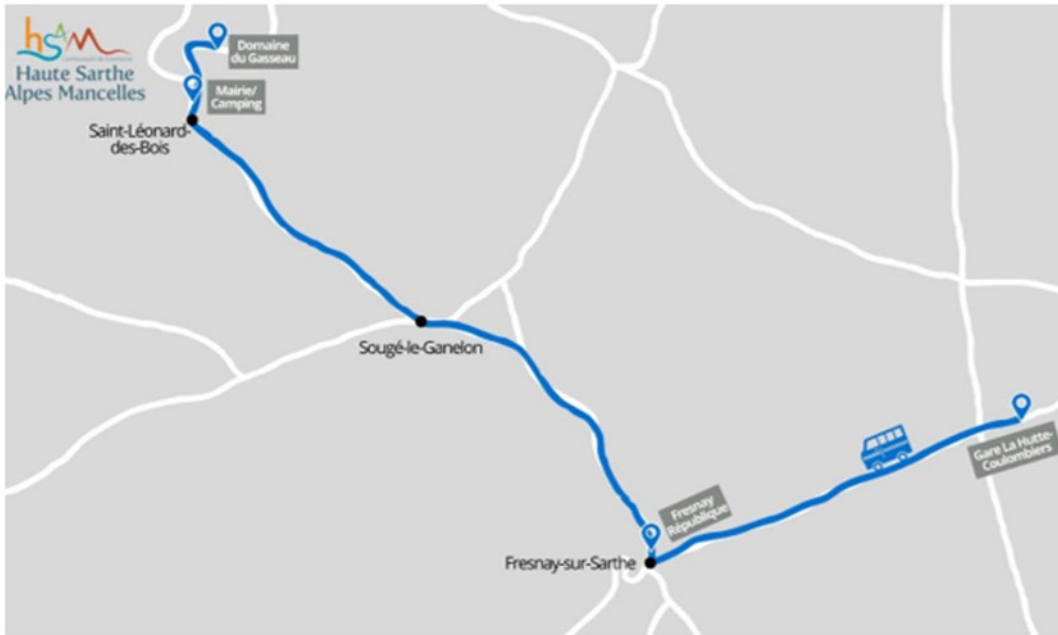 hsam
Haute Sarthe
Alpes Mancelles
Domaine
du Gasseau
Mairie/
Camping
Saint-Léonard-
des-Bois
Sougé-le-Ganelon
Gare La Hutte-
Coulombiers
Fresnay
République
Fresnay-sur-Sarthe